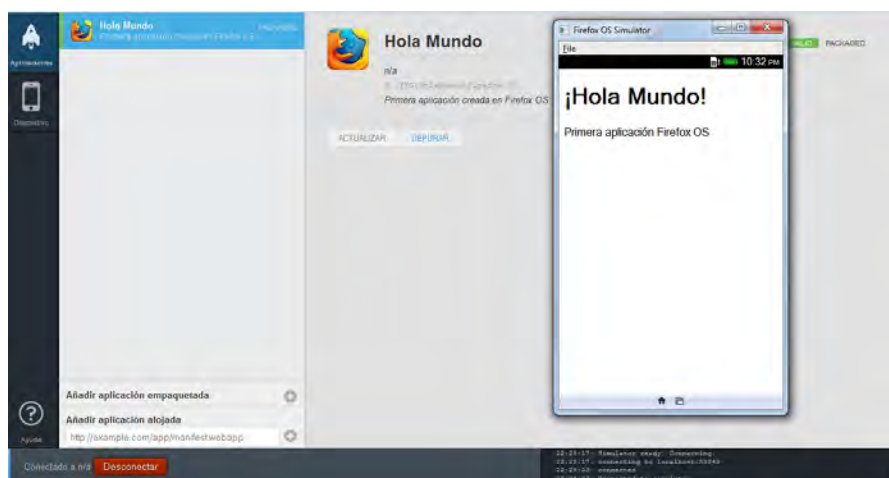 Hola Mundo
PACKAGED
Aplicaciones
Dispositivo
Hola Mundo
n/a
Primera aplicación creada en Firefox OS
ACTUALIZAR DEPURAR
Firefox OS Simulator
File
10:32 PM
¡Hola Mundo!
Primera aplicación Firefox OS
PACKAGED
Añadir aplicación empaquetada
Añadir aplicación alojada
http://example.com/app/manifest.webapp
Ayuda
Conectado a n/a Desconectar